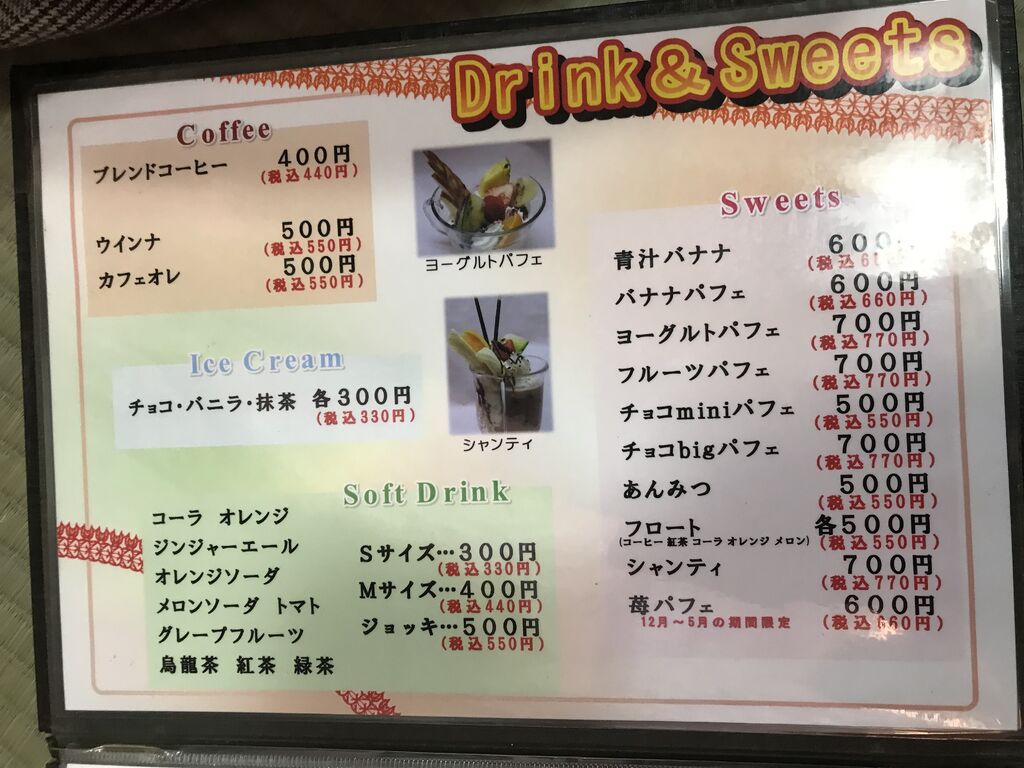 Drink & Sweets
Coffee
ブレンドコーヒー 400円
(税込440円)
ウインナ 500円
(税込550円)
カフェオレ 500円
(税込550円)
ヨーグルトパフェ
Ice Cream
チョコ・バニラ・抹茶 各300円
(税込330円)
シャンティ
Soft Drink
コーラ オレンジ
ジンジャーエール
オレンジソーダ
メロンソーダ トマト
グレープフルーツ
烏龍茶 紅茶 緑茶
Sサイズ…300円
(税込330円)
Mサイズ…400円
(税込440円)
ジョッキ…500円
(税込550円)
Sweets
青汁バナナ 600
(税込
バナナパフェ 600円
(税込660円)
ヨーグルトパフェ 700円
(税込770円)
フルーツパフェ 700円
(税込770円)
チョコminiパフェ 500円
(税込550円)
チョコbigパフェ 700円
(税込770円)
あんみつ 500円
(税込550円)
フロート 各500円
(コーヒー 紅茶 コーラ オレンジ メロン) (税込550円)
シャンティ 700円
(税込770円)
苺パフェ 600円
12月～5月の期間限定 (税込660円)